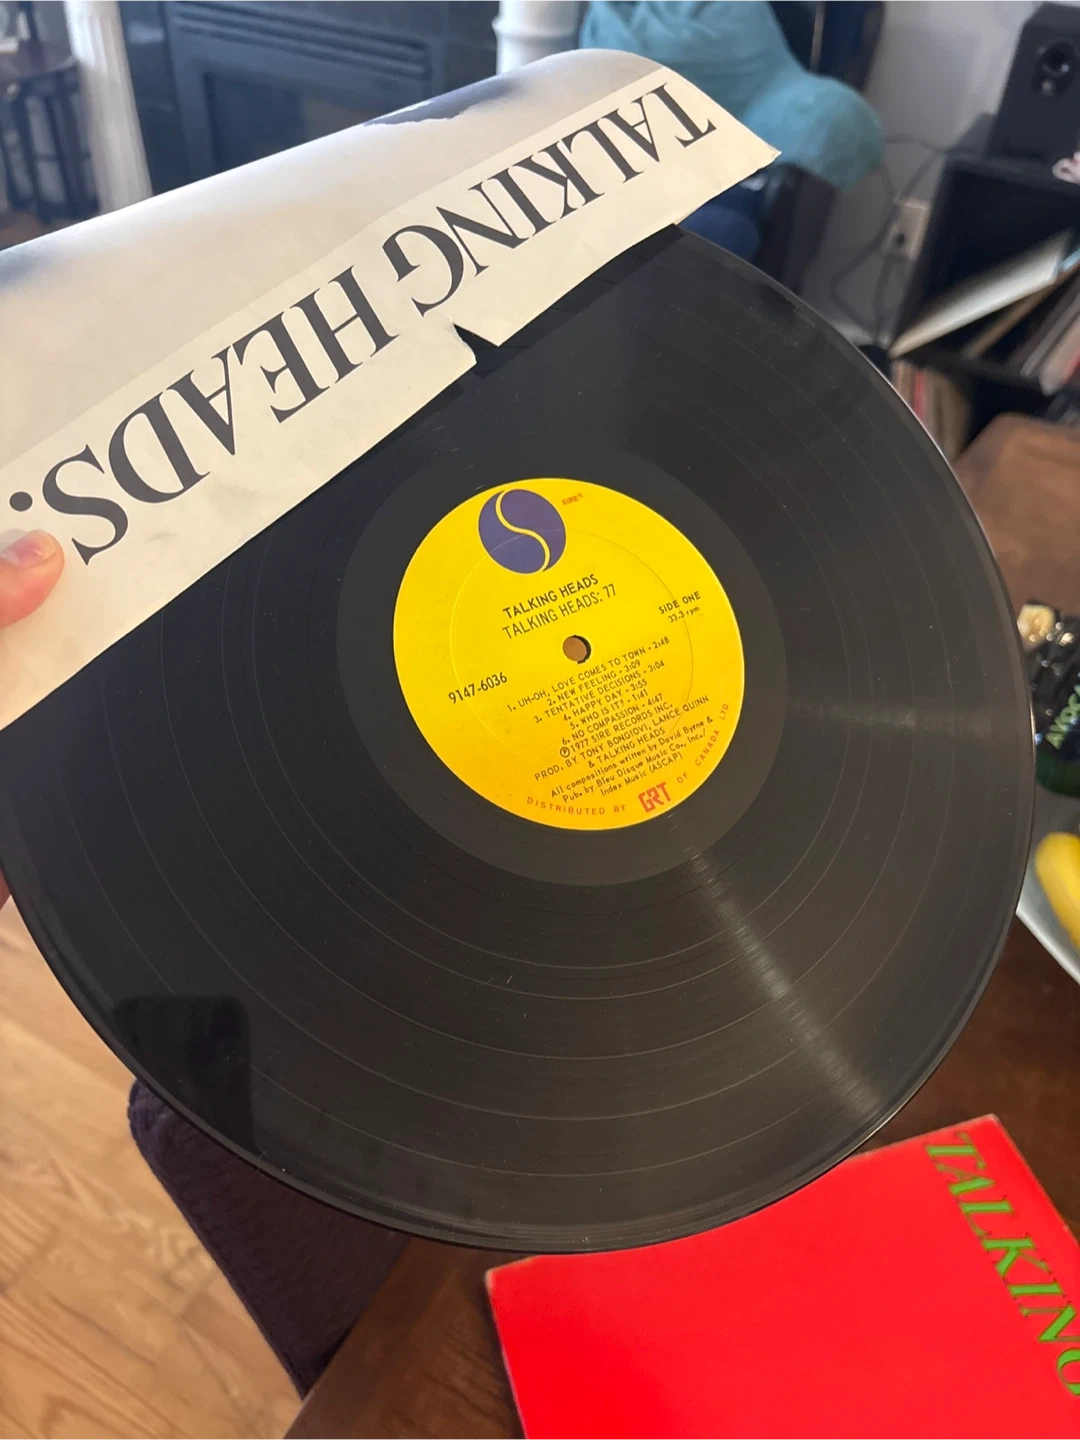 TALKING HEADS:
SIRE®
TALKING HEADS
TALKING HEADS: 77
SIDE ONE
33.3 rpm
9147-6036
1. UH-OH, LOVE COMES TO TOWN - 2:48
2. NEW FEELING - 3:09
3. TENTATIVE DECISIONS - 3:04
4. HAPPY DAY - 3:55
5. WHO IS IT? - 1:41
6. NO COMPASSION - 4:47
Ⓟ1977 SIRE RECORDS INC.
PROD. BY TONY BONGIOVI, LANCE QUINN
& TALKING HEADS
All compositions written by David Byrne &
Pub. by Bleu Disque Music Co., Inc./
Index Music (ASCAP)
DISTRIBUTED BY GRT OF CANADA LTD
TALKING